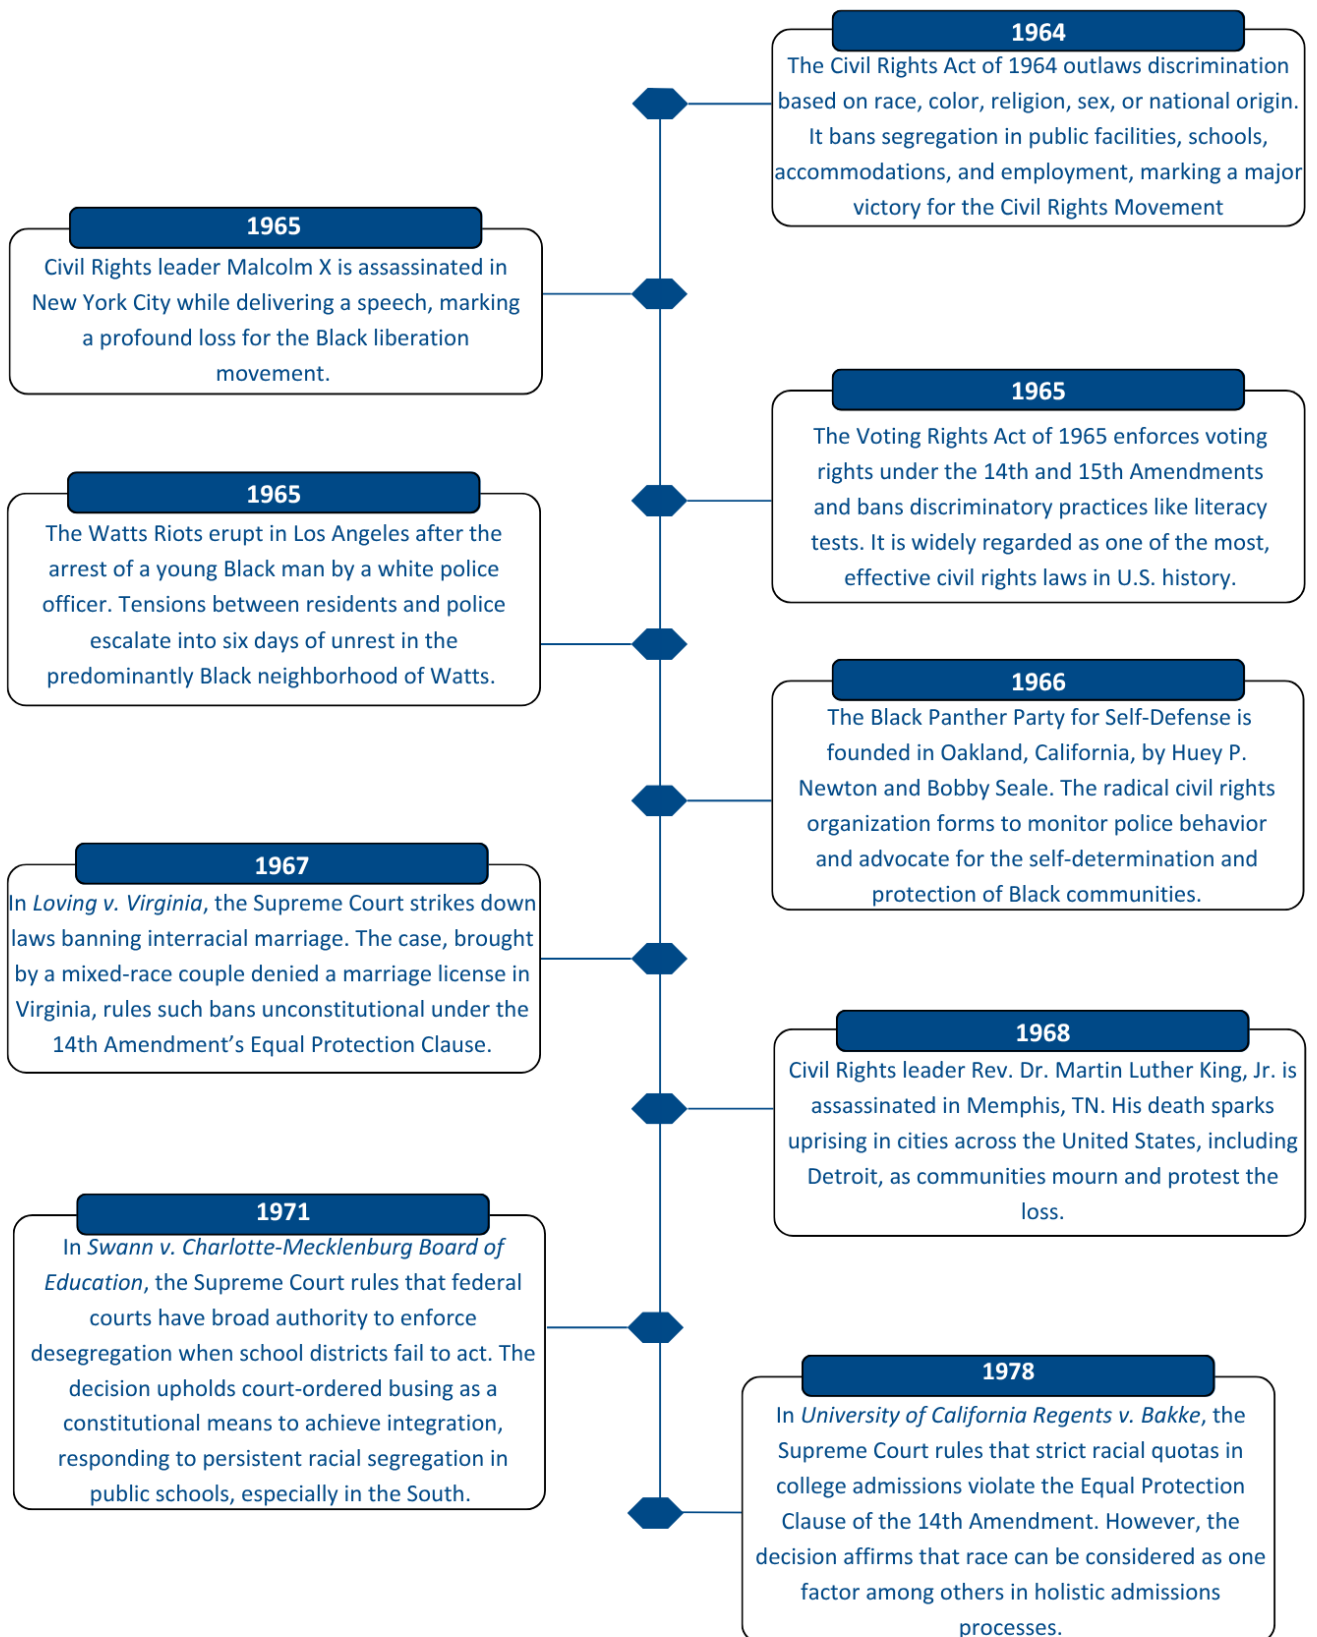 1964
The Civil Rights Act of 1964 outlaws discrimination
based on race, color, religion, sex, or national origin.
It bans segregation in public facilities, schools,
accommodations, and employment, marking a major
victory for the Civil Rights Movement
1965
Civil Rights leader Malcolm X is assassinated in
New York City while delivering a speech, marking
a profound loss for the Black liberation
movement.
1965
The Voting Rights Act of 1965 enforces voting
rights under the 14th and 15th Amendments
and bans discriminatory practices like literacy
tests. It is widely regarded as one of the most,
effective civil rights laws in U.S. history.
1965
The Watts Riots erupt in Los Angeles after the
arrest of a young Black man by a white police
officer. Tensions between residents and police
escalate into six days of unrest in the
predominantly Black neighborhood of Watts.
1966
The Black Panther Party for Self-Defense is
founded in Oakland, California, by Huey P.
Newton and Bobby Seale. The radical civil rights
organization forms to monitor police behavior
and advocate for the self-determination and
protection of Black communities.
1967
In Loving v. Virginia, the Supreme Court strikes down
laws banning interracial marriage. The case, brought
by a mixed-race couple denied a marriage license in
Virginia, rules such bans unconstitutional under the
14th Amendment’s Equal Protection Clause.
1968
Civil Rights leader Rev. Dr. Martin Luther King, Jr. is
assassinated in Memphis, TN. His death sparks
uprising in cities across the United States, including
Detroit, as communities mourn and protest the
loss.
1971
In Swann v. Charlotte-Mecklenburg Board of
Education, the Supreme Court rules that federal
courts have broad authority to enforce
desegregation when school districts fail to act. The
decision upholds court-ordered busing as a
constitutional means to achieve integration,
responding to persistent racial segregation in
public schools, especially in the South.
1978
In University of California Regents v. Bakke, the
Supreme Court rules that strict racial quotas in
college admissions violate the Equal Protection
Clause of the 14th Amendment. However, the
decision affirms that race can be considered as one
factor among others in holistic admissions
processes.